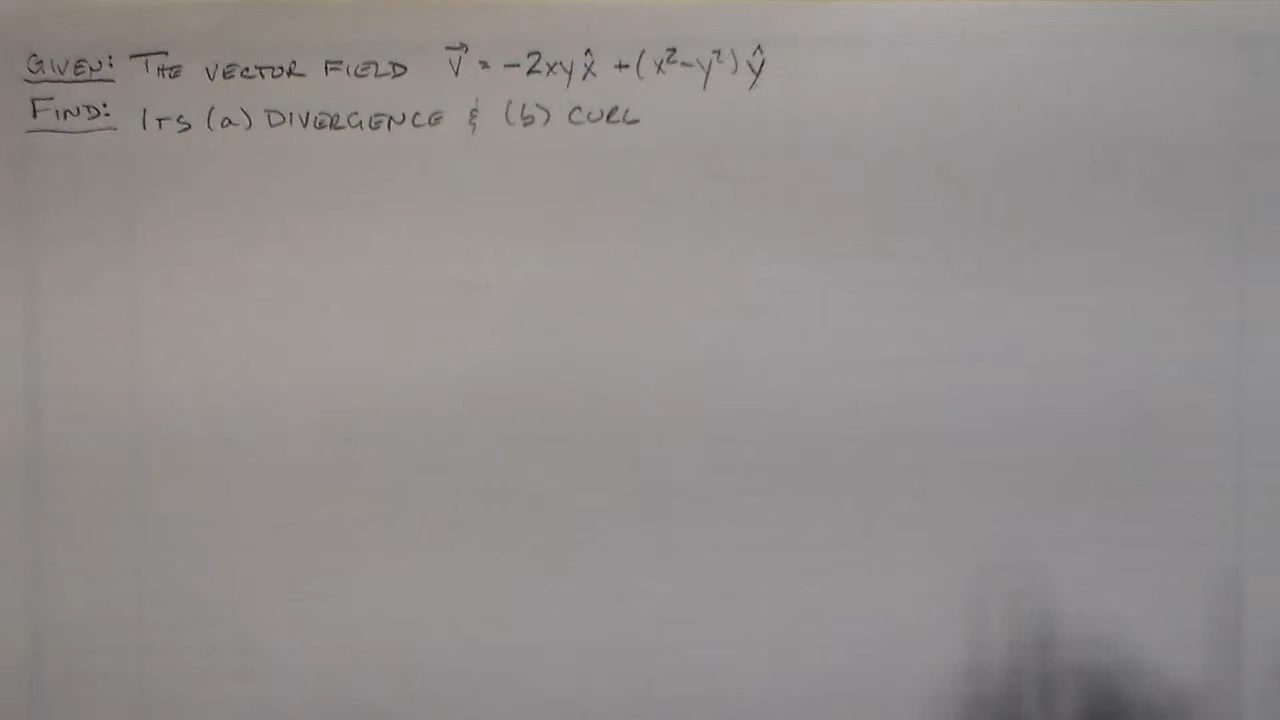 GIVEN: THE VECTOR FIELD V⃗ = -2xy x̂ + (x² - y²) ŷ
FIND: ITS (a) DIVERGENCE & (b) CURL